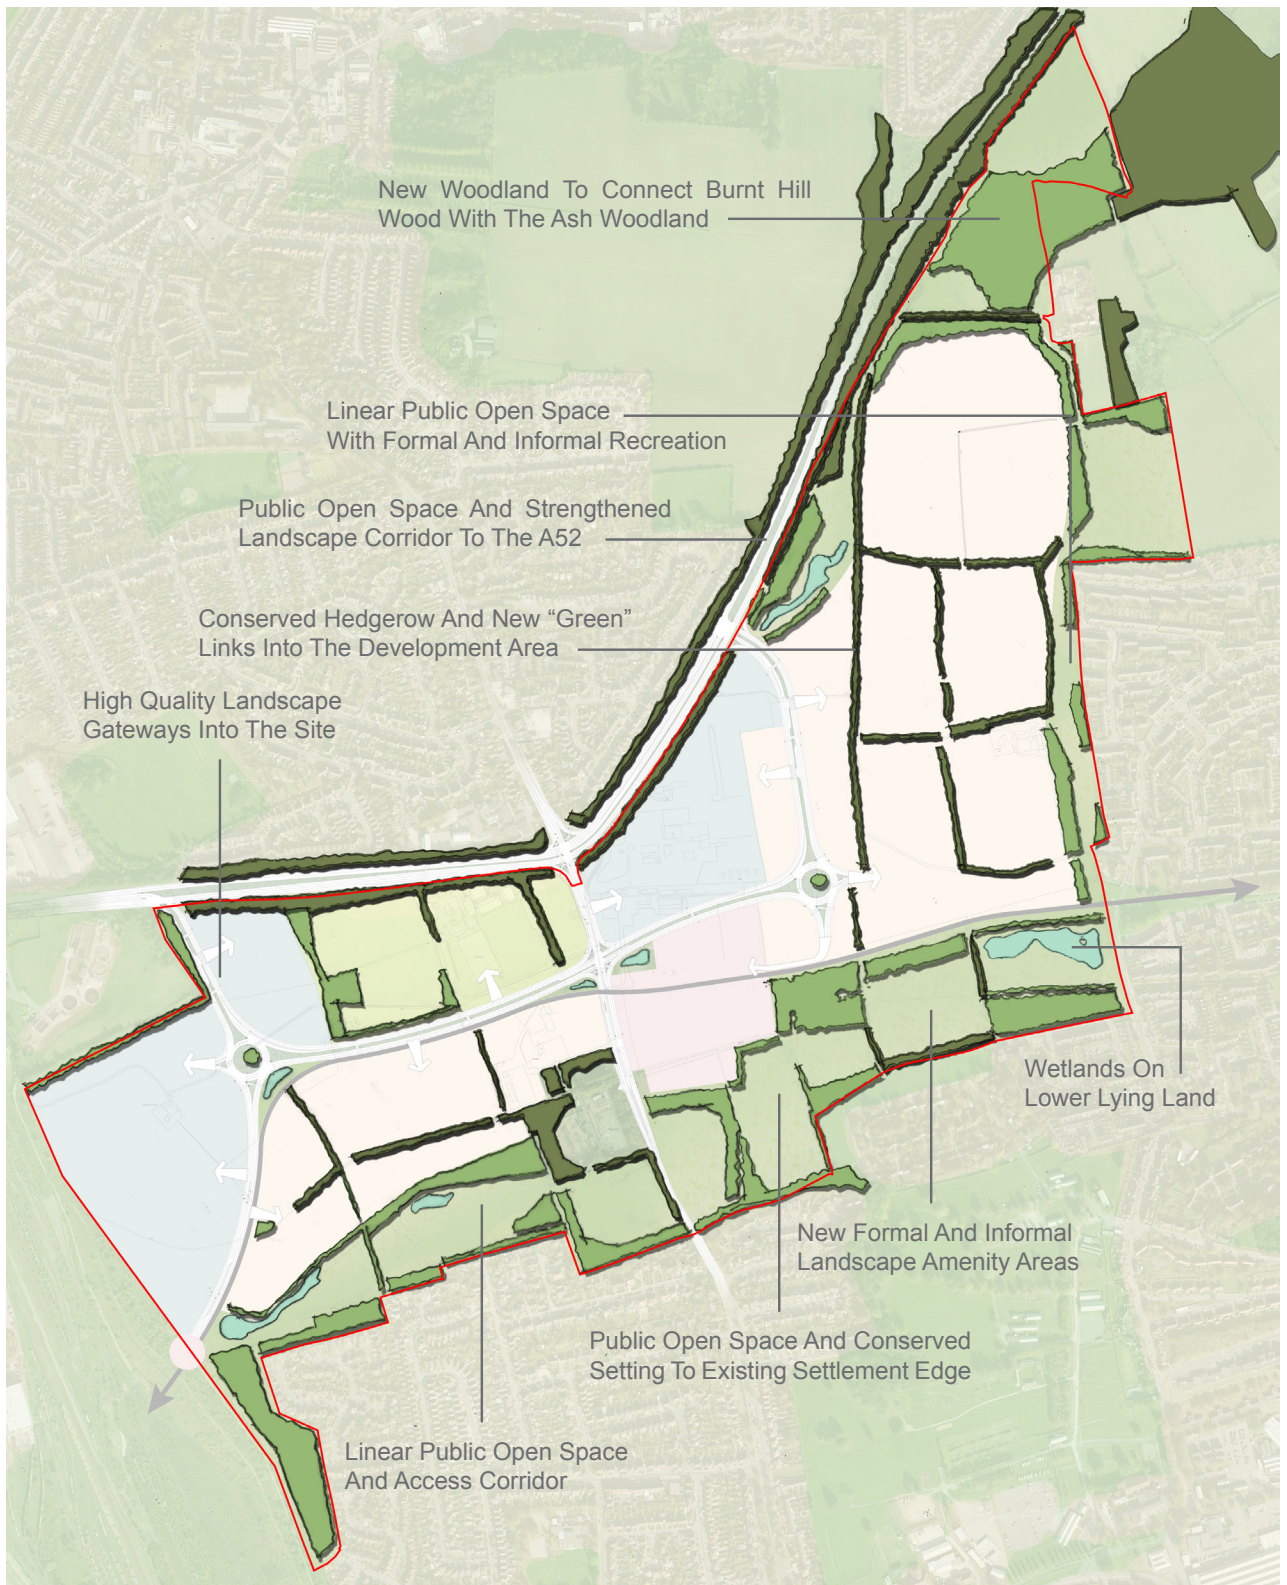 New Woodland To Connect Burnt Hill
Wood With The Ash Woodland
Linear Public Open Space
With Formal And Informal Recreation
Public Open Space And Strengthened
Landscape Corridor To The A52
Conserved Hedgerow And New “Green”
Links Into The Development Area
High Quality Landscape
Gateways Into The Site
Wetlands On
Lower Lying Land
New Formal And Informal
Landscape Amenity Areas
Public Open Space And Conserved
Setting To Existing Settlement Edge
Linear Public Open Space
And Access Corridor